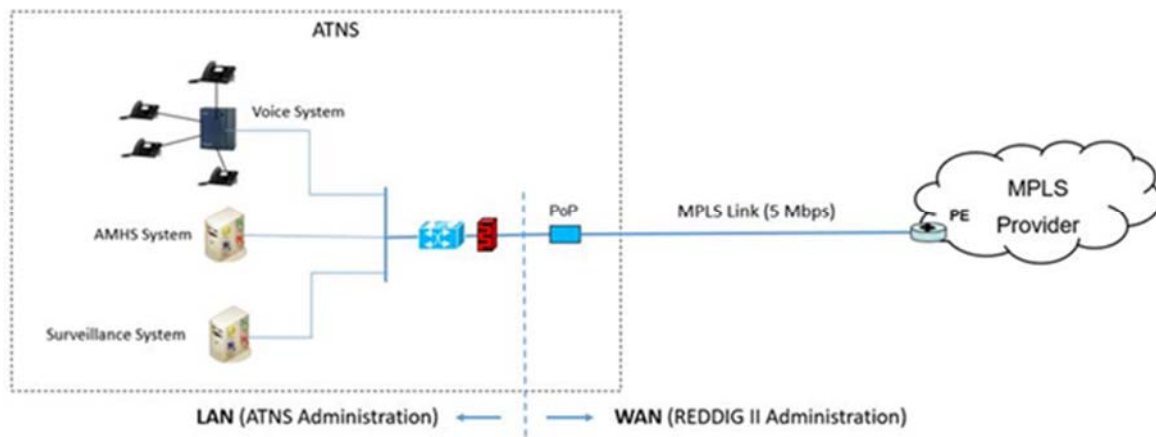 ATNS
Voice System
AMHS System
Surveillance System
PoP
MPLS Link (5 Mbps)
PE
MPLS
Provider
LAN (ATNS Administration)
WAN (REDDIG II Administration)